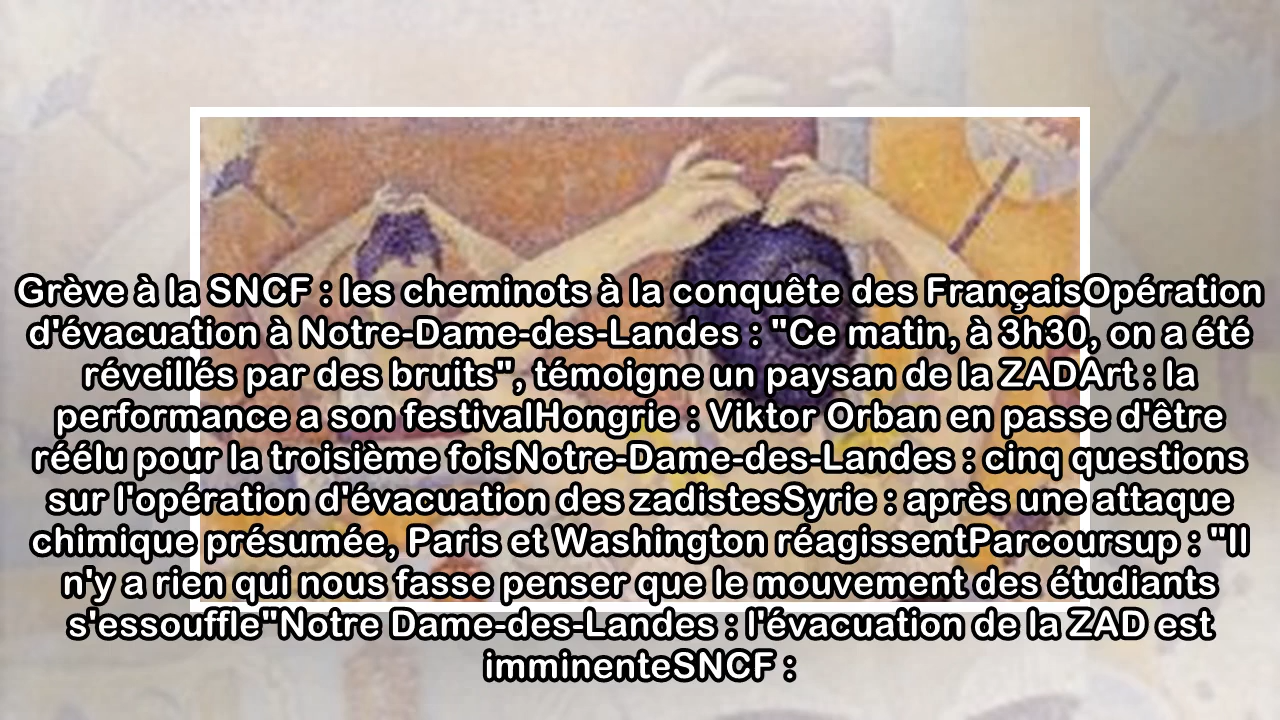 Grève à la SNCF : les cheminots à la conquête des FrançaisOpération
d'évacuation à Notre-Dame-des-Landes : "Ce matin, à 3h30, on a été
réveillés par des bruits", témoigne un paysan de la ZADArt : la
performance a son festivalHongrie : Viktor Orban en passe d'être
réélu pour la troisième foisNotre-Dame-des-Landes : cinq questions
sur l'opération d'évacuation des zadistesSyrie : après une attaque
chimique présumée, Paris et Washington réagissentParcoursup : "Il
n'y a rien qui nous fasse penser que le mouvement des étudiants
s'essouffle"Notre Dame-des-Landes : l'évacuation de la ZAD est
imminenteSNCF :